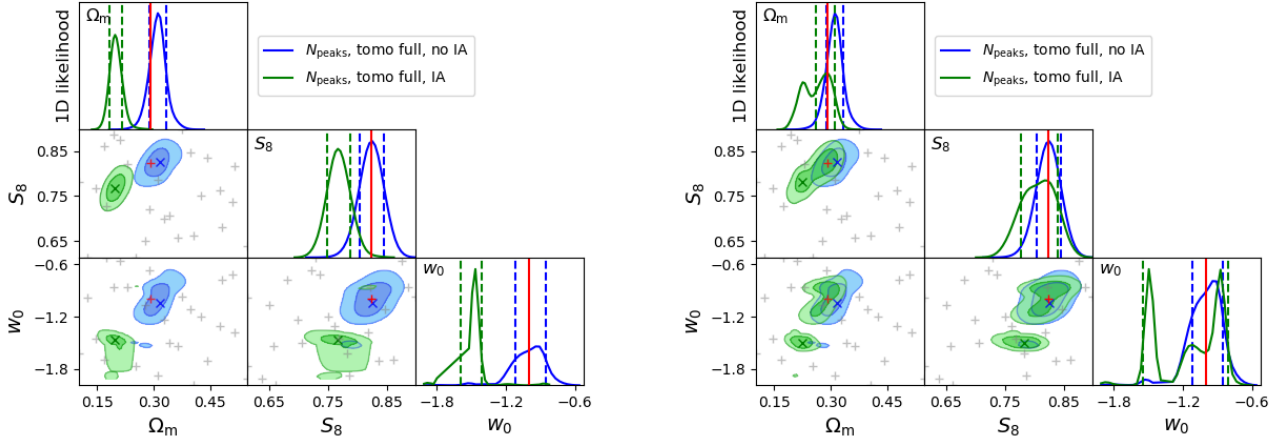 Ωm
1D likelihood
Npeaks, tomo full, no IA
Npeaks, tomo full, IA
S8
0.85
0.75
0.65
S8
−0.6
−1.2
−1.8
w0
w0
0.15 0.30 0.45
Ωm
0.65 0.75 0.85
S8
−1.8 −1.2 −0.6
w0
Ωm
1D likelihood
Npeaks, tomo full, no IA
Npeaks, tomo full, IA
S8
0.85
0.75
0.65
S8
−0.6
−1.2
−1.8
w0
w0
0.15 0.30 0.45
Ωm
0.65 0.75 0.85
S8
−1.8 −1.2 −0.6
w0